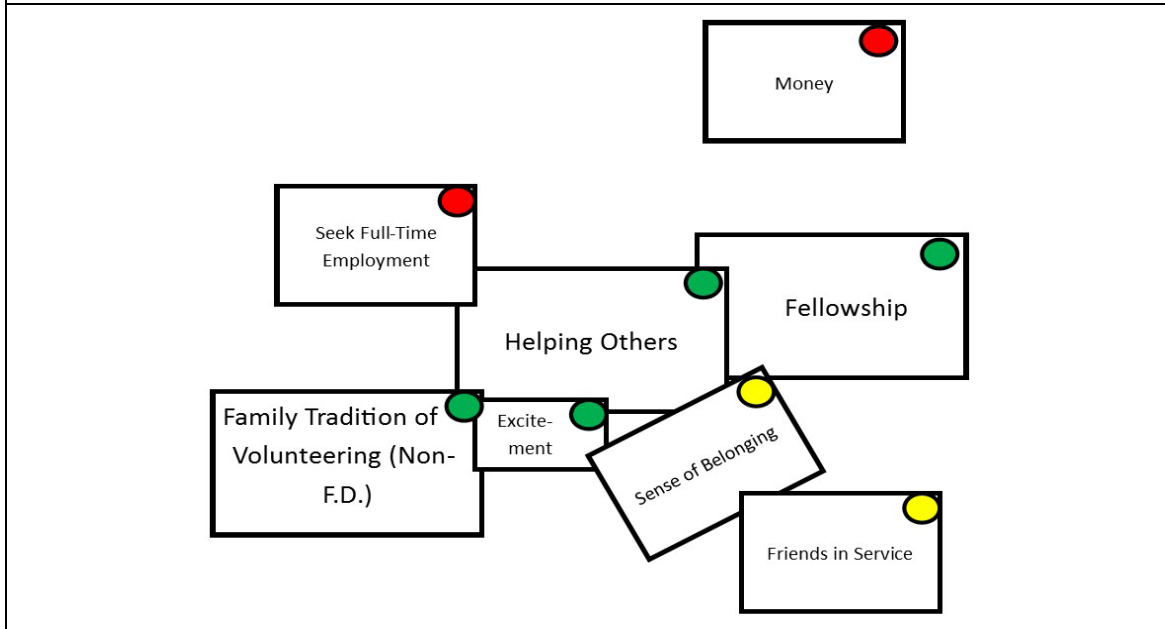 Money
Seek Full-Time
Employment
Fellowship
Helping Others
Family Tradition of
Volunteering (Non-
F.D.)
Excite-
ment
Sense of Belonging
Friends in Service